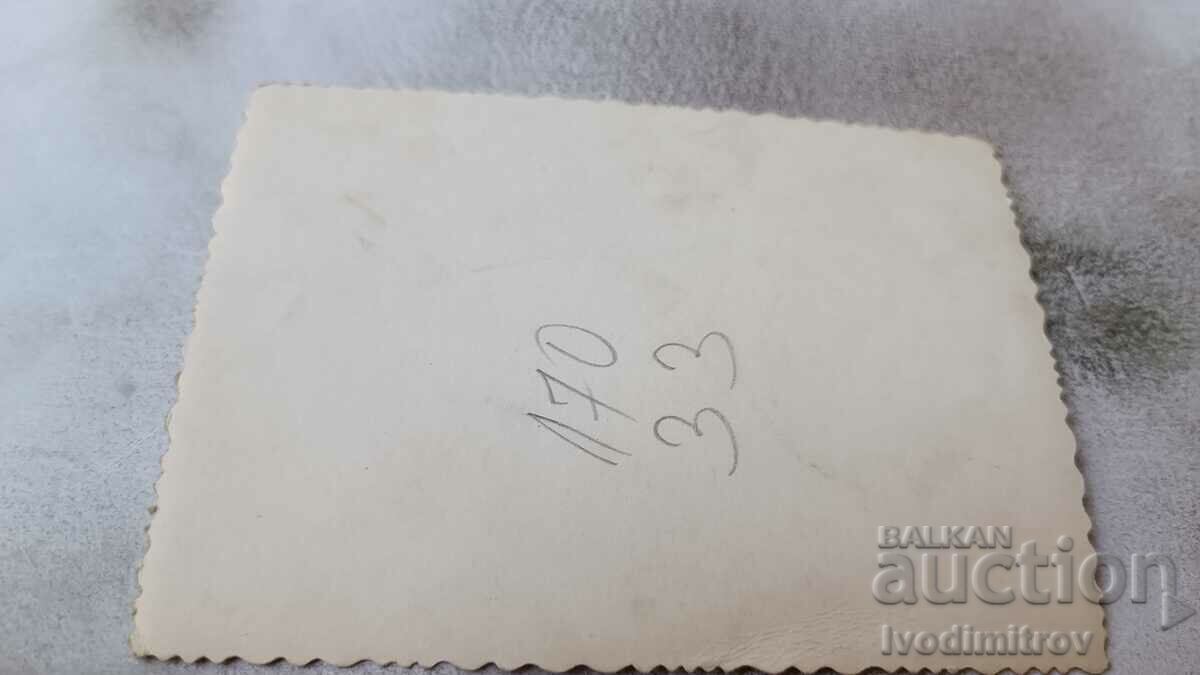 170
33
BALKAN
auction
Ivodimitrov